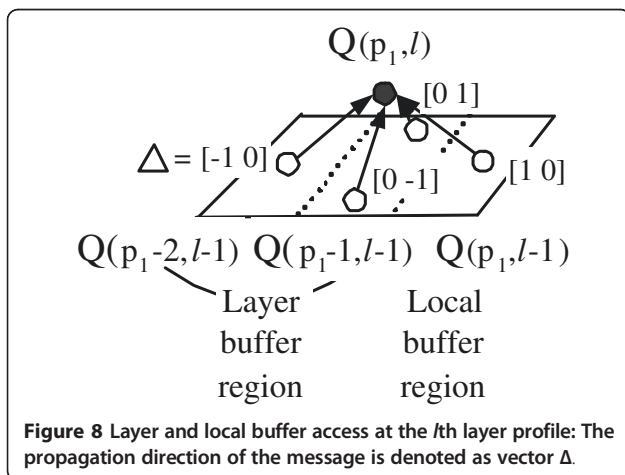 Q(p₁,l)
[0 1]
Δ = [-1 0]
[0 -1]
[1 0]
Q(p₁-2,l-1) Q(p₁-1,l-1) Q(p₁,l-1)
Layer Local
buffer buffer
region region
Figure 8 Layer and local buffer access at the lth layer profile: The
propagation direction of the message is denoted as vector Δ.